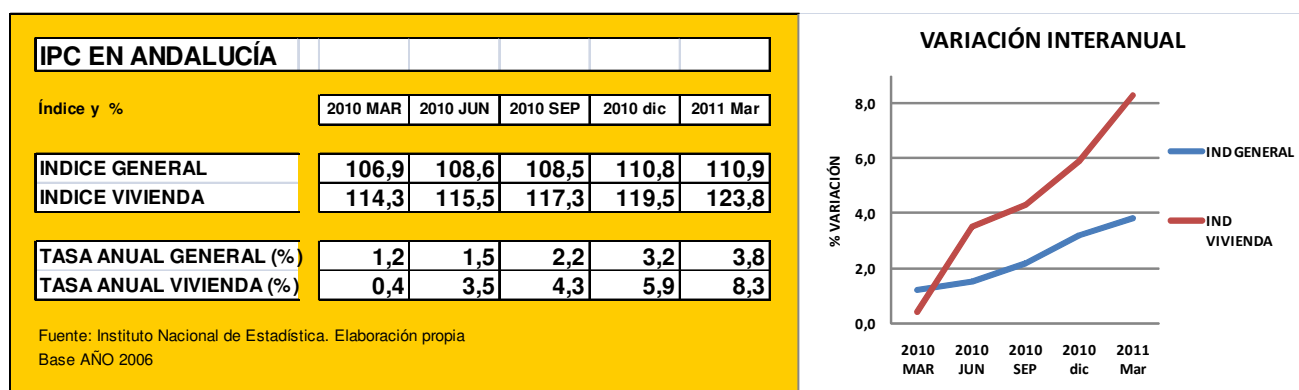 IPC EN ANDALUCÍA
Índice y % 2010 MAR 2010 JUN 2010 SEP 2010 dic 2011 Mar
INDICE GENERAL 106,9 108,6 108,5 110,8 110,9
INDICE VIVIENDA 114,3 115,5 117,3 119,5 123,8
TASA ANUAL GENERAL (%) 1,2 1,5 2,2 3,2 3,8
TASA ANUAL VIVIENDA (%) 0,4 3,5 4,3 5,9 8,3
Fuente: Instituto Nacional de Estadística. Elaboración propia
Base AÑO 2006
VARIACIÓN INTERANUAL
% VARIACIÓN
8,0
6,0
4,0
2,0
0,0
2010 2010 2010 2010 2011
MAR JUN SEP dic Mar
IND GENERAL
IND
VIVIENDA